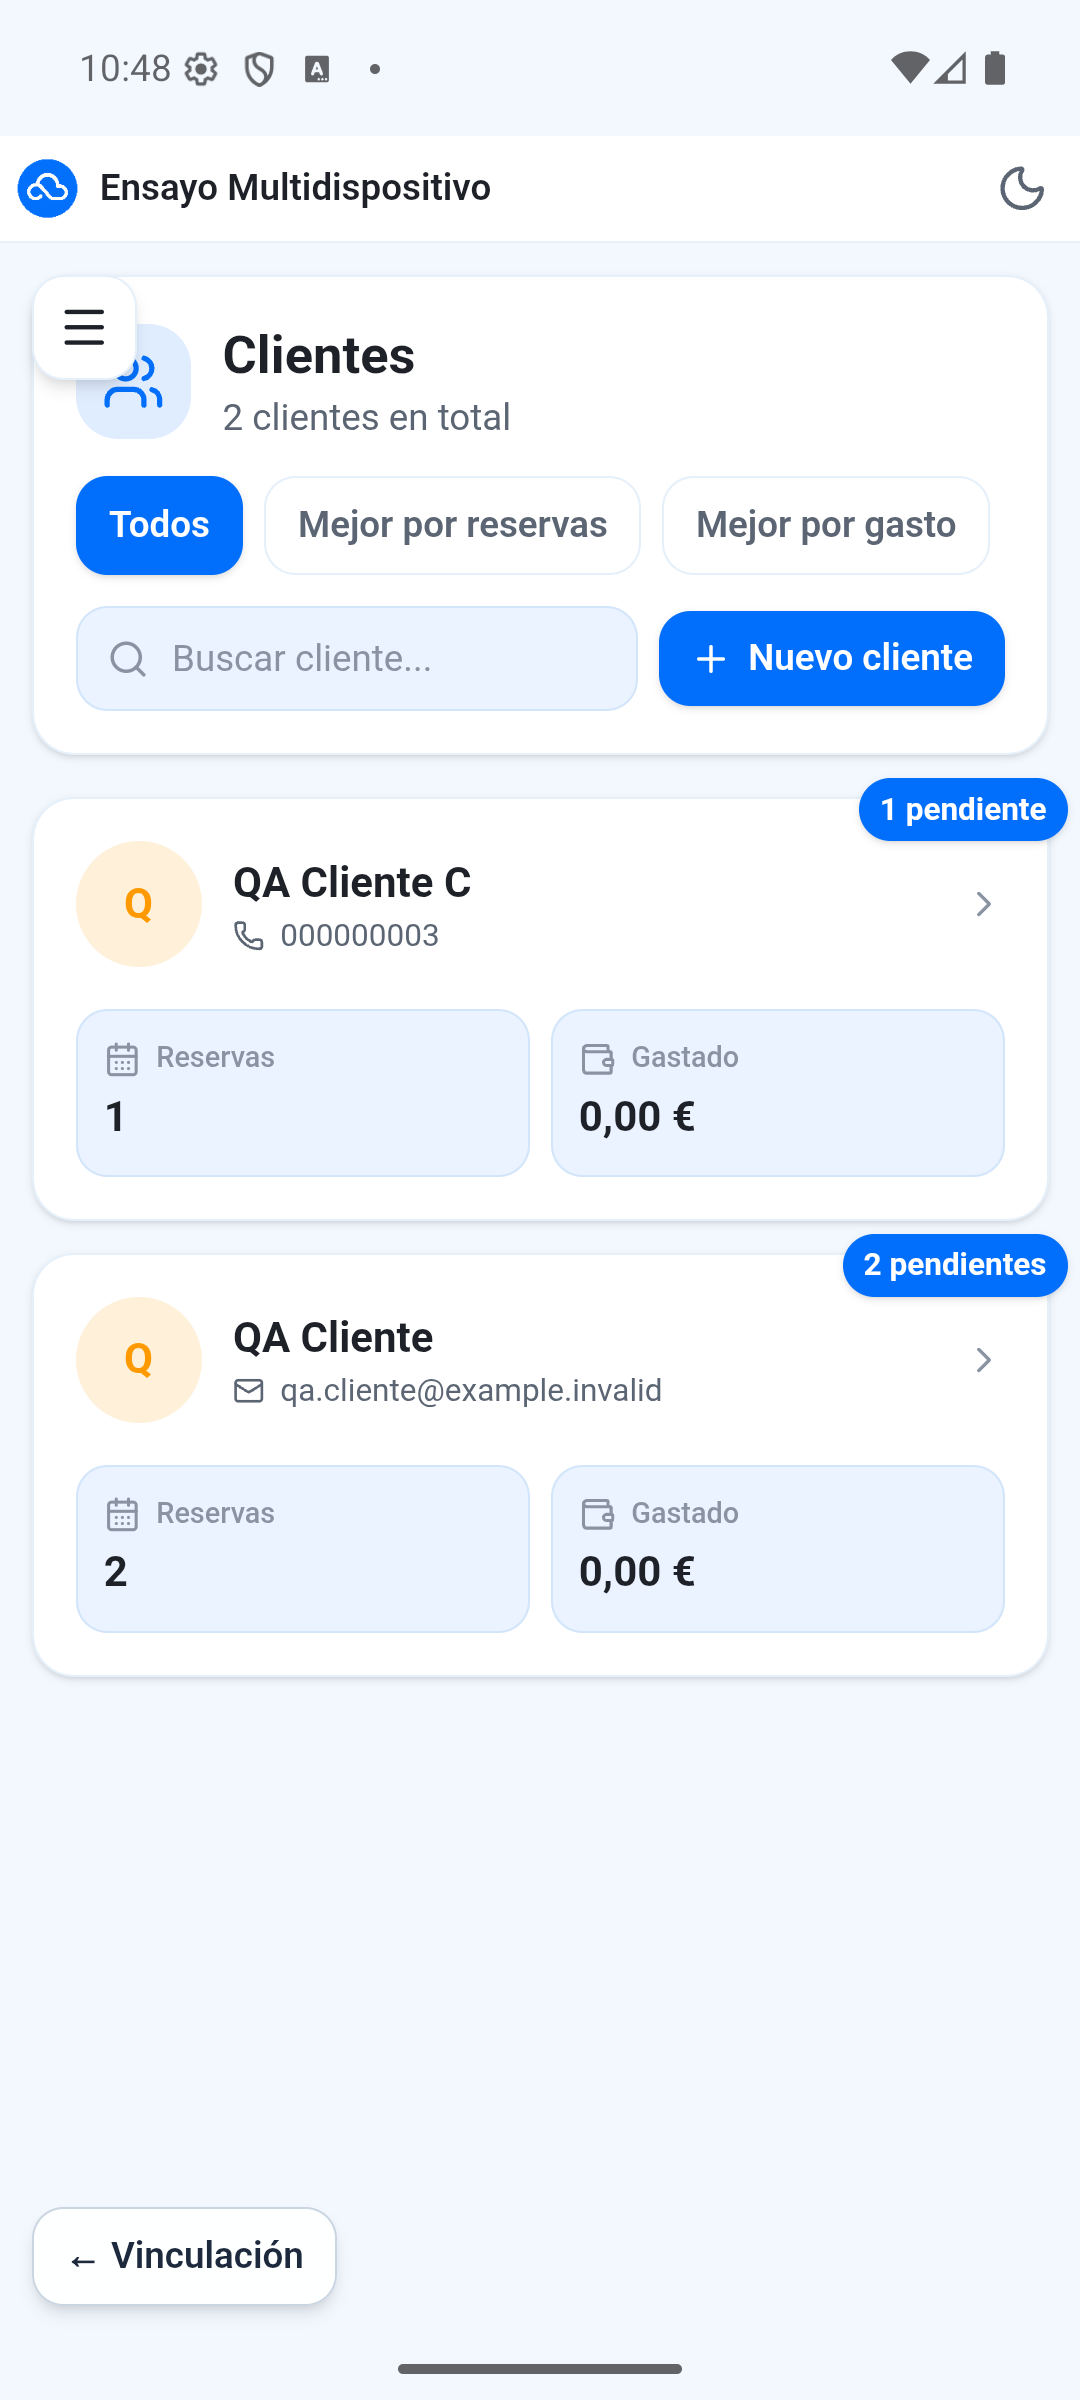 10:48
Ensayo Multidispositivo
Clientes
2 clientes en total
Todos
Mejor por reservas
Mejor por gasto
Buscar cliente...
+ Nuevo cliente
1 pendiente
Q
QA Cliente C
000000003
Reservas
1
Gastado
0,00 €
2 pendientes
Q
QA Cliente
qa.cliente@example.invalid
Reservas
2
Gastado
0,00 €
← Vinculación